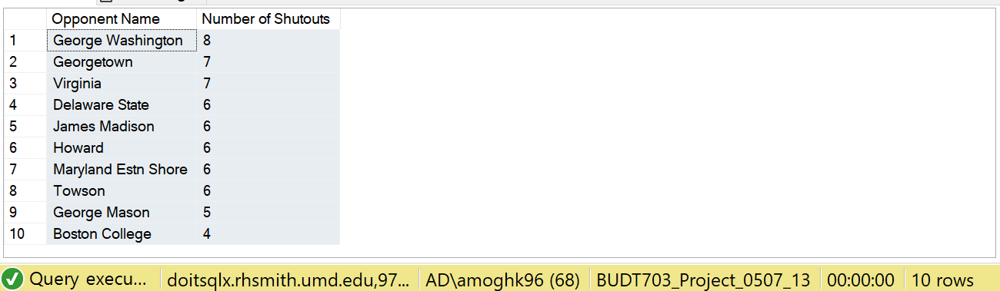 Opponent Name Number of Shutouts
1 George Washington 8
2 Georgetown 7
3 Virginia 7
4 Delaware State 6
5 James Madison 6
6 Howard 6
7 Maryland Estn Shore 6
8 Towson 6
9 George Mason 5
10 Boston College 4
Query execu... doitsqlx.rhsmith.umd.edu,97... AD\amoghk96 (68) BUDT703_Project_0507_13 00:00:00 10 rows